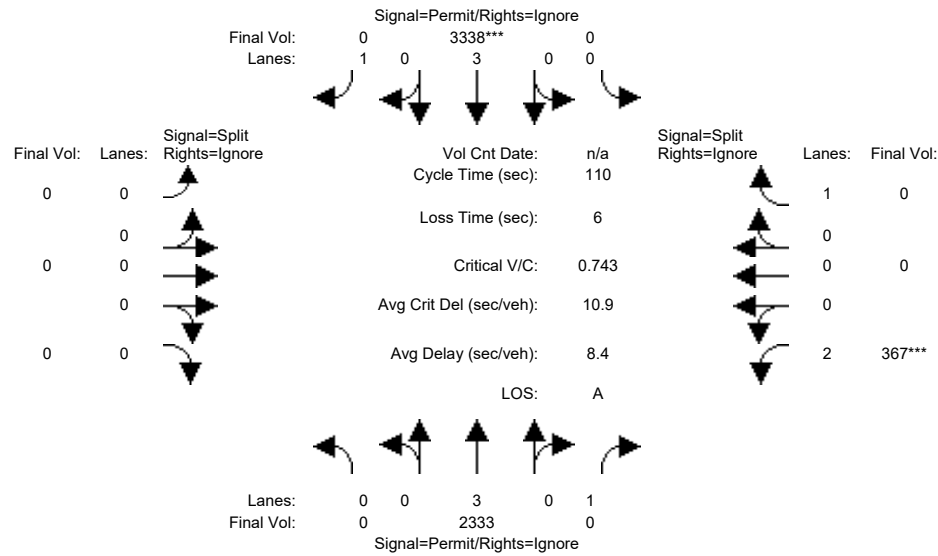 Signal=Permit/Rights=Ignore
Final Vol: 0 3338*** 0
Lanes: 1 0 3 0 0
Signal=Split Signal=Split
Final Vol: Lanes: Rights=Ignore Vol Cnt Date: n/a Rights=Ignore Lanes: Final Vol:
Cycle Time (sec): 110
0 0 1 0
Loss Time (sec): 6
0 0
0 0 Critical V/C: 0.743 0 0
0 Avg Crit Del (sec/veh): 10.9 0
0 0 Avg Delay (sec/veh): 8.4 2 367***
LOS: A
Lanes: 0 0 3 0 1
Final Vol: 0 2333 0
Signal=Permit/Rights=Ignore